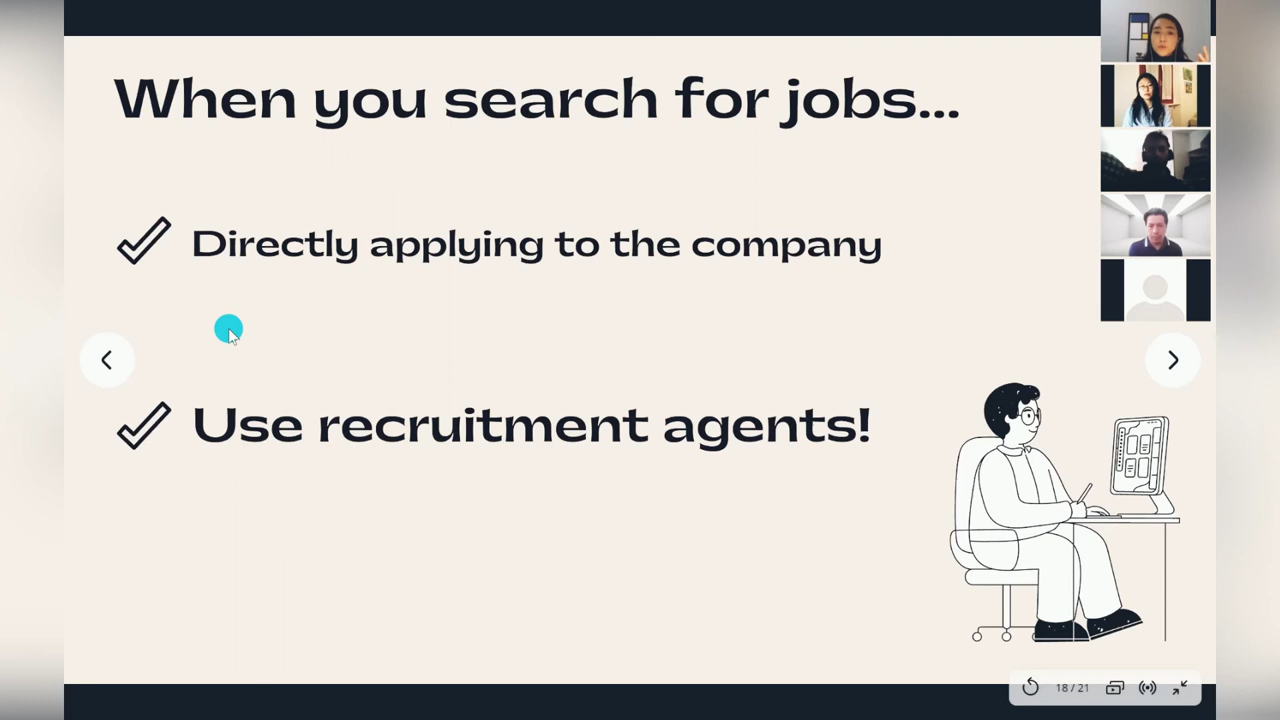 When you search for jobs...
Directly applying to the company
Use recruitment agents!
18 / 21